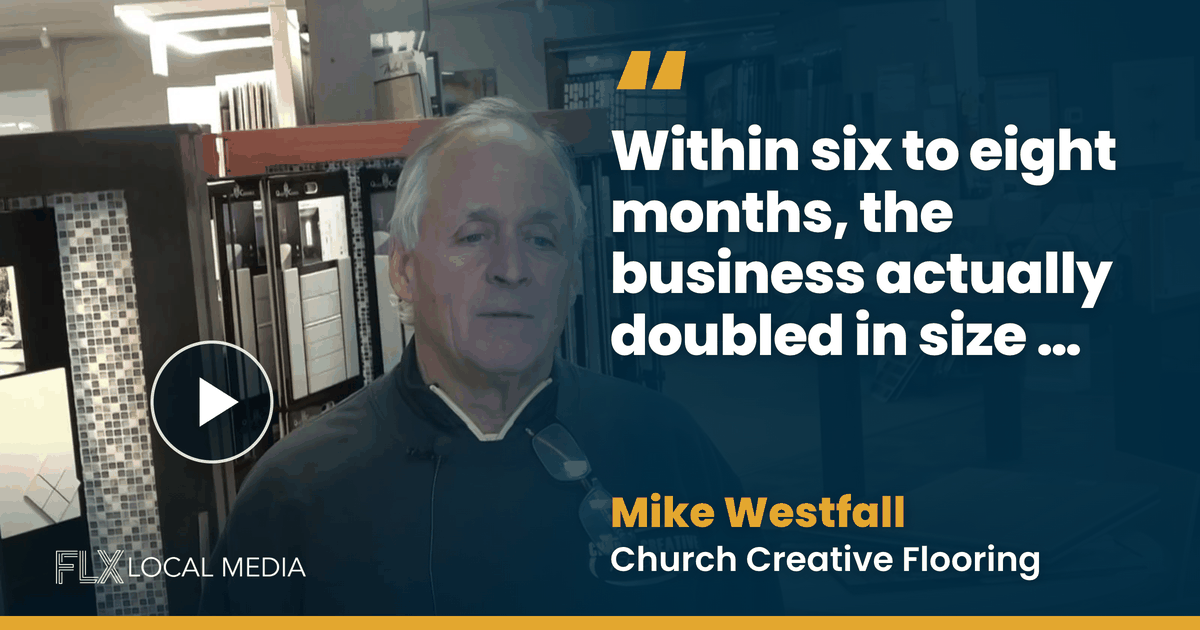 “
Within six to eight
months, the
business actually
doubled in size ...
Mike Westfall
Church Creative Flooring
FLX LOCAL MEDIA